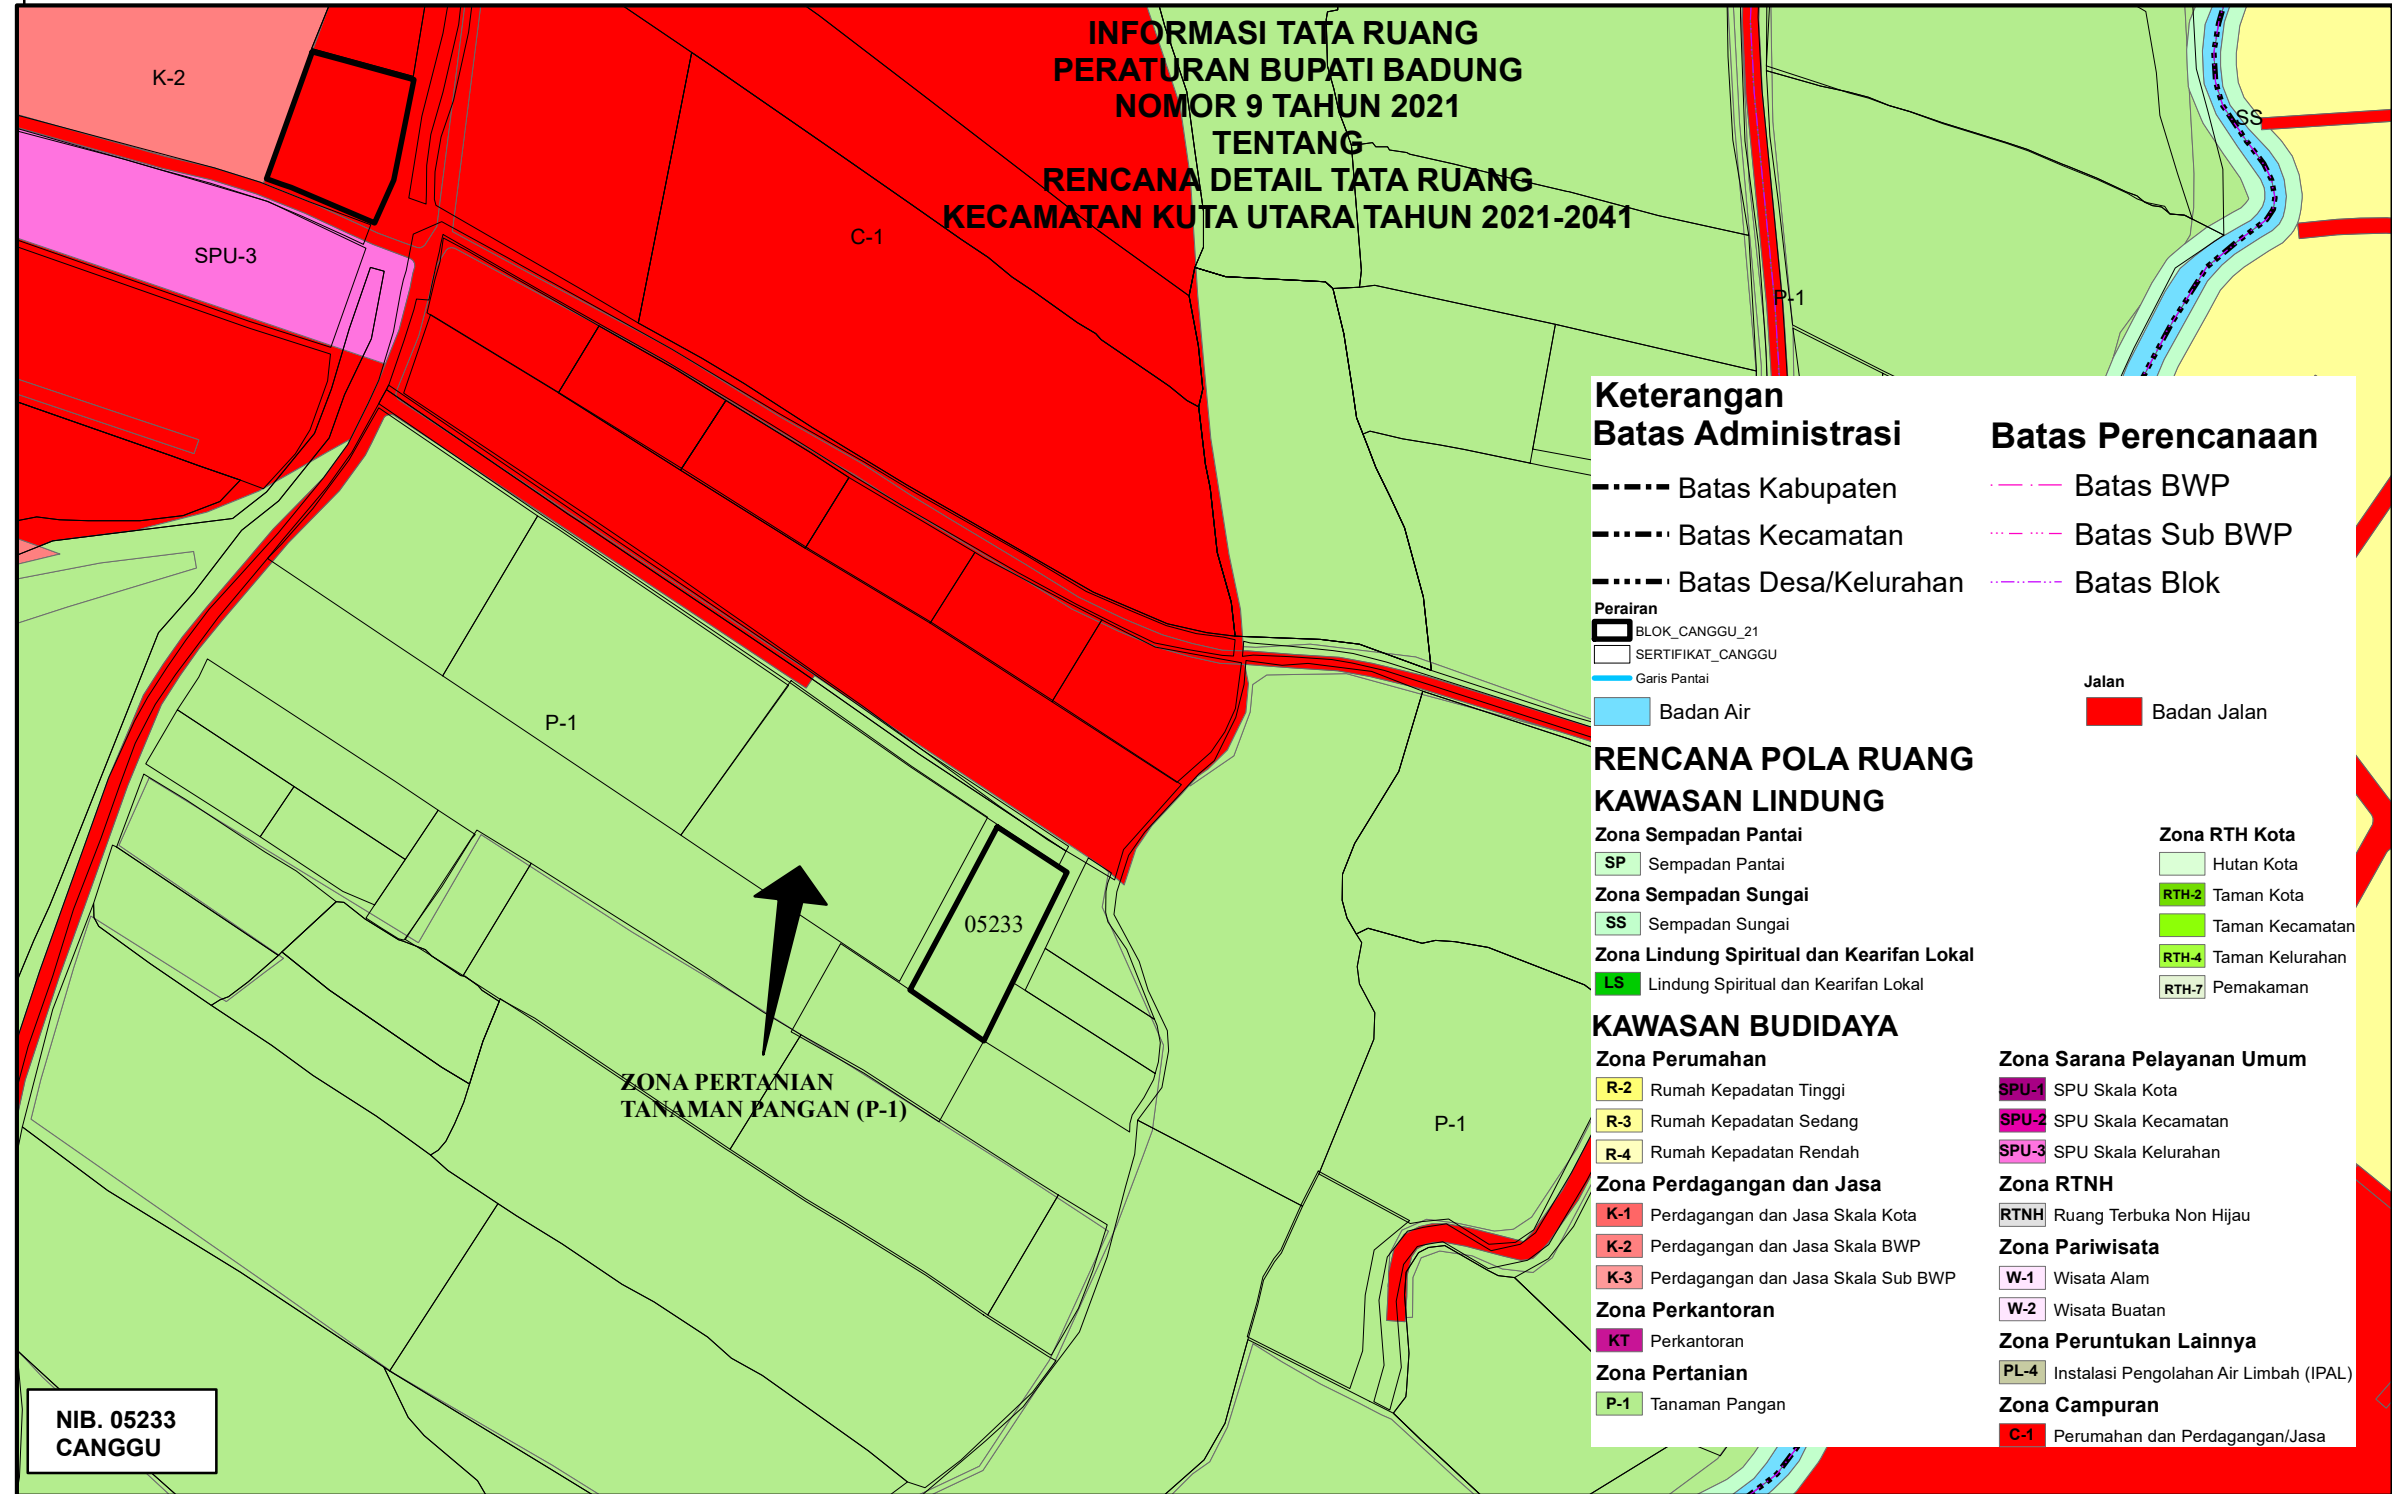 INFORMASI TATA RUANG
PERATURAN BUPATI BADUNG
NOMOR 9 TAHUN 2021
TENTANG
RENCANA DETAIL TATA RUANG
KECAMATAN KUTA UTARA TAHUN 2021-2041
K-2
SS
SPU-3
C-1
P-1
P-1
05233
ZONA PERTANIAN
TANAMAN PANGAN (P-1)
P-1
NIB. 05233
CANGGU
Keterangan
Batas Administrasi
Batas Kabupaten
Batas Kecamatan
Batas Desa/Kelurahan
Batas Perencanaan
Batas BWP
Batas Sub BWP
Batas Blok
Perairan
BLOK_CANGGU_21
SERTIFIKAT_CANGGU
Garis Pantai
Badan Air
Jalan
Badan Jalan
RENCANA POLA RUANG
KAWASAN LINDUNG
Zona Sempadan Pantai
SP Sempadan Pantai
Zona Sempadan Sungai
SS Sempadan Sungai
Zona Lindung Spiritual dan Kearifan Lokal
LS Lindung Spiritual dan Kearifan Lokal
Zona RTH Kota
Hutan Kota
RTH-2 Taman Kota
Taman Kecamatan
RTH-4 Taman Kelurahan
RTH-7 Pemakaman
KAWASAN BUDIDAYA
Zona Perumahan
R-2 Rumah Kepadatan Tinggi
R-3 Rumah Kepadatan Sedang
R-4 Rumah Kepadatan Rendah
Zona Perdagangan dan Jasa
K-1 Perdagangan dan Jasa Skala Kota
K-2 Perdagangan dan Jasa Skala BWP
K-3 Perdagangan dan Jasa Skala Sub BWP
Zona Perkantoran
KT Perkantoran
Zona Pertanian
P-1 Tanaman Pangan
Zona Sarana Pelayanan Umum
SPU-1 SPU Skala Kota
SPU-2 SPU Skala Kecamatan
SPU-3 SPU Skala Kelurahan
Zona RTNH
RTNH Ruang Terbuka Non Hijau
Zona Pariwisata
W-1 Wisata Alam
W-2 Wisata Buatan
Zona Peruntukan Lainnya
PL-4 Instalasi Pengolahan Air Limbah (IPAL)
Zona Campuran
C-1 Perumahan dan Perdagangan/Jasa